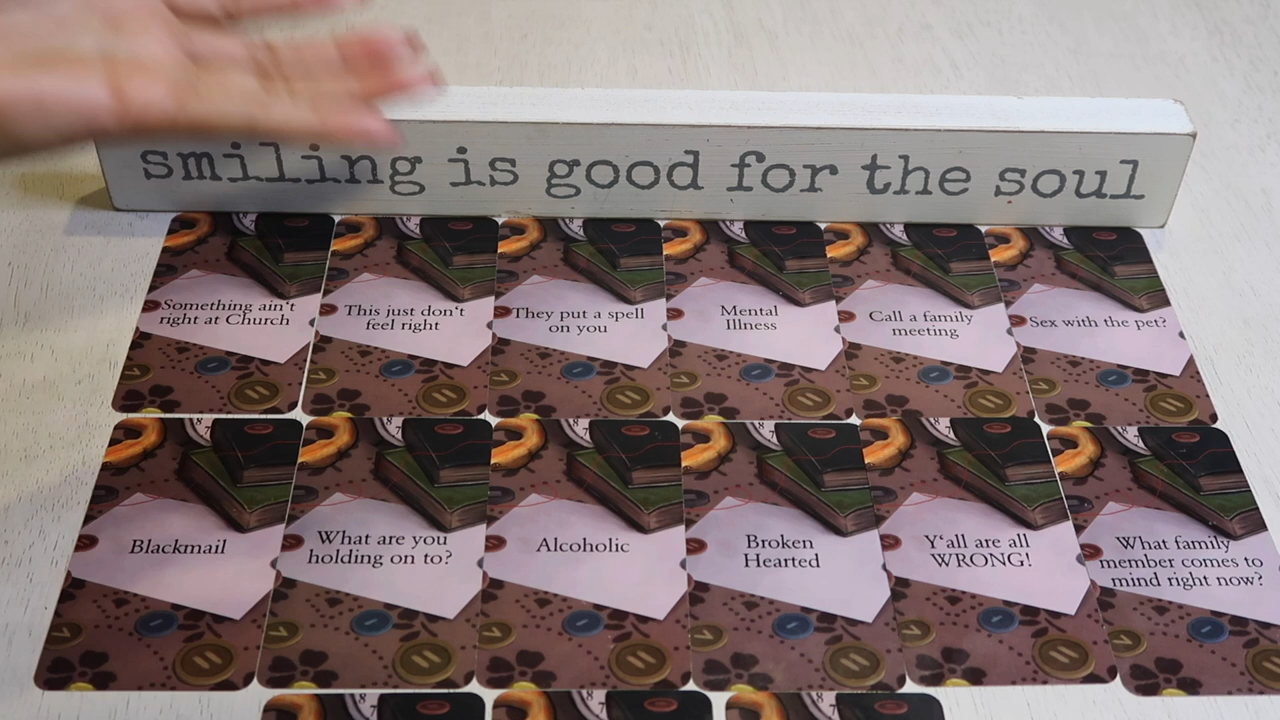 smiling is good for the soul
Something ain't
right at Church
This just don't
feel right
They put a spell
on you
Mental
Illness
Call a family
meeting
Sex with the pet?
Blackmail
What are you
holding on to?
Alcoholic
Broken
Hearted
Y'all are all
WRONG!
What family
member comes to
mind right now?